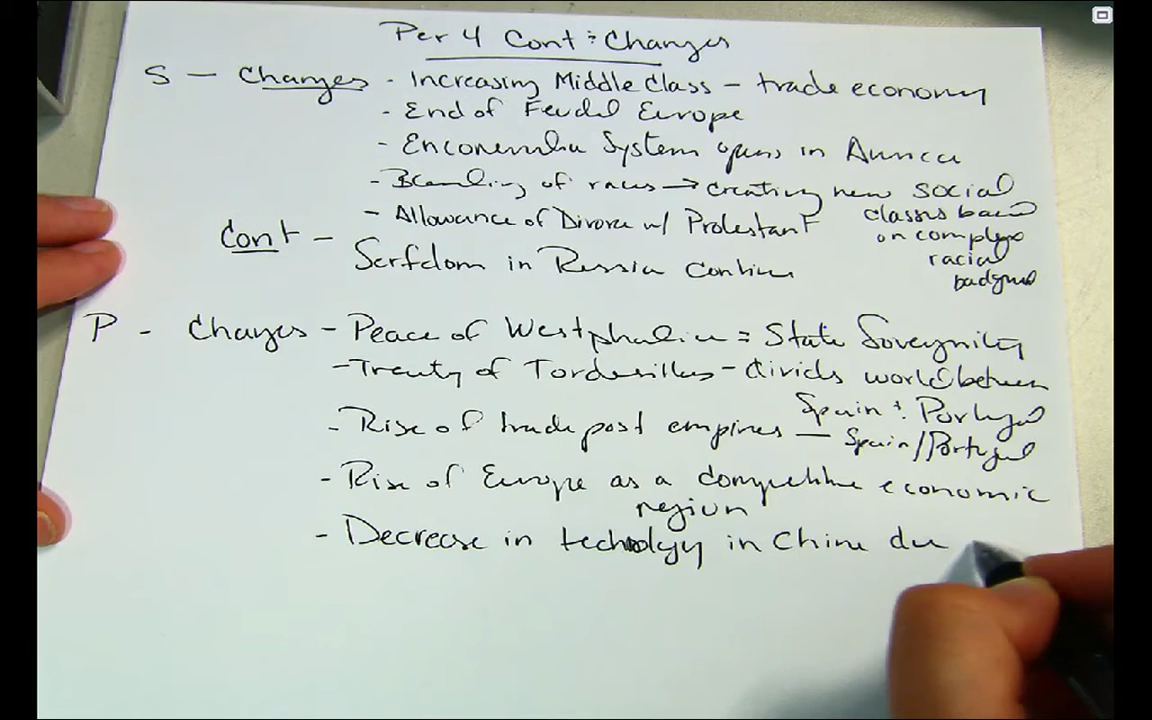 Per 4 Cont : Changes
S - Changes - Increasing Middle Class - trade economy
- End of Feudal Europe
- Encomienda System opens in America
- Blending of races → creating new social
classes based
on complex
racial
backgrnd
- Allowance of Divorce w/ Protestant
Cont - Serfdom in Russia continues
P - Changes - Peace of Westphalia = State Sovereignity
- Treaty of Tordesillas - divides world between
Spain : Portugal
- Rise of trade post empires - Spain/Portugal
- Rise of Europe as a competitive economic
region
- Decrease in technology in China due